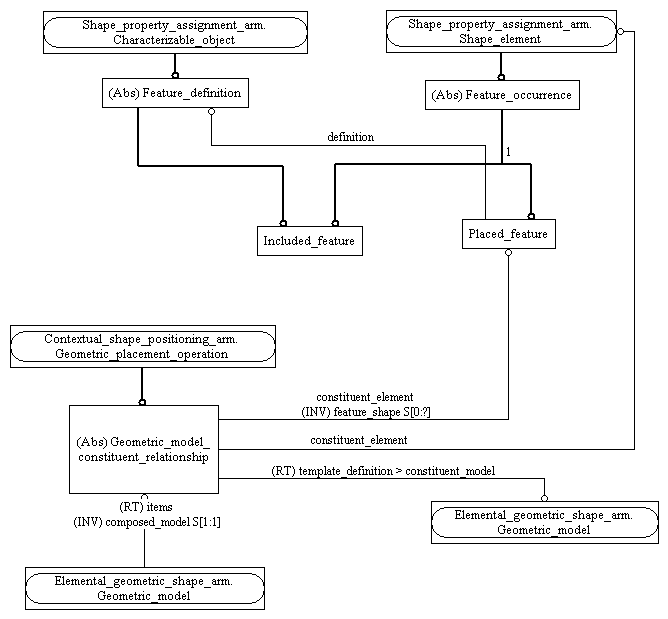 Shape_property_assignment_arm.
Characterizable_object
Shape_property_assignment_arm.
Shape_element
(Abs) Feature_definition
(Abs) Feature_occurrence
definition
1
Included_feature
Placed_feature
Contextual_shape_positioning_arm.
Geometric_placement_operation
constituent_element
(INV) feature_shape S[0:?]
(Abs) Geometric_model_
constituent_relationship
constituent_element
(RT) template_definition > constituent_model
(RT) items
(INV) composed_model S[1:1]
Elemental_geometric_shape_arm.
Geometric_model
Elemental_geometric_shape_arm.
Geometric_model